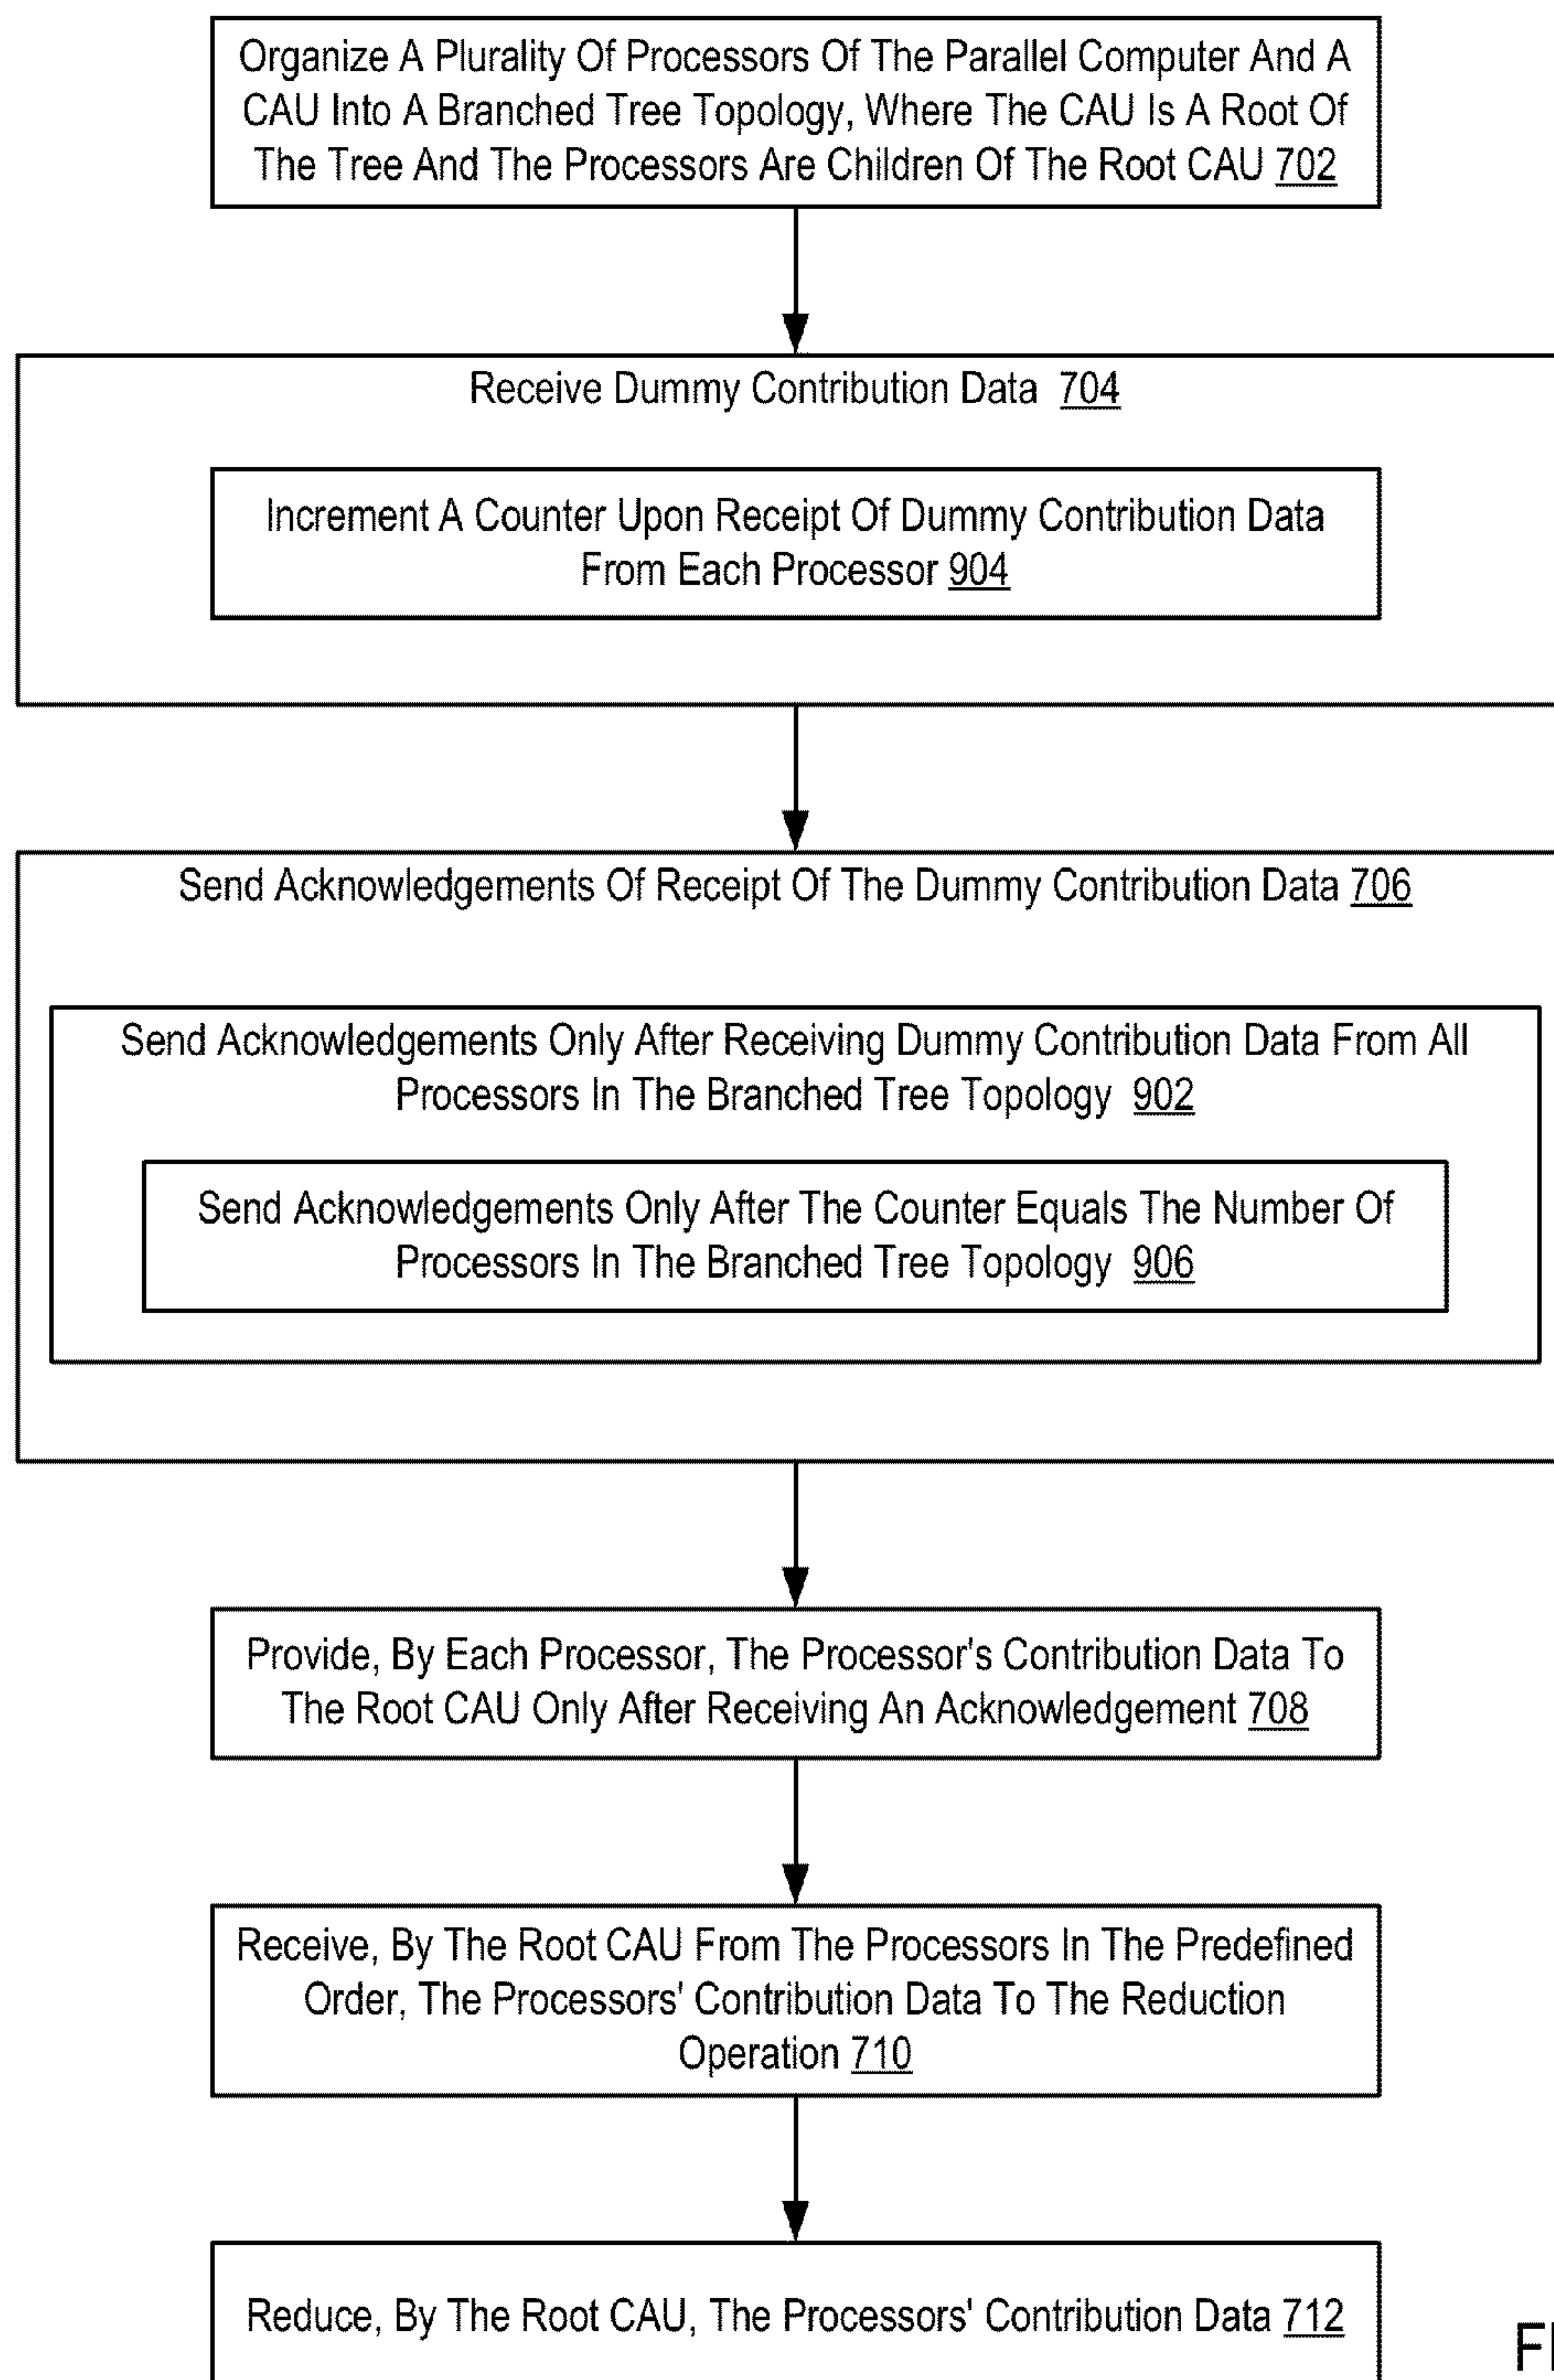 Organize A Plurality Of Processors Of The Parallel Computer And A
CAU Into A Branched Tree Topology, Where The CAU Is A Root Of
The Tree And The Processors Are Children Of The Root CAU 702
Receive Dummy Contribution Data 704
Increment A Counter Upon Receipt Of Dummy Contribution Data
From Each Processor 904
Send Acknowledgements Of Receipt Of The Dummy Contribution Data 706
Send Acknowledgements Only After Receiving Dummy Contribution Data From All
Processors In The Branched Tree Topology 902
Send Acknowledgements Only After The Counter Equals The Number Of
Processors In The Branched Tree Topology 906
Provide, By Each Processor, The Processor's Contribution Data To
The Root CAU Only After Receiving An Acknowledgement 708
Receive, By The Root CAU From The Processors In The Predefined
Order, The Processors' Contribution Data To The Reduction
Operation 710
Reduce, By The Root CAU, The Processors' Contribution Data 712